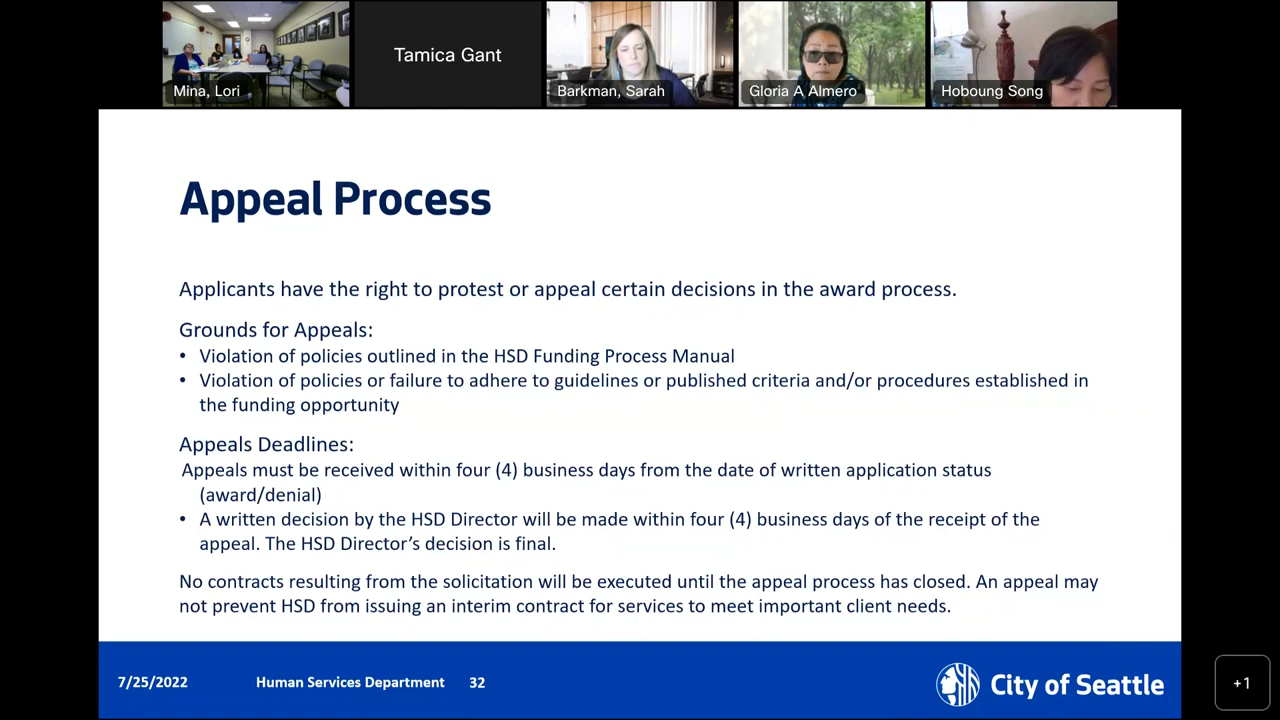 Mina, Lori
Tamica Gant
Barkman, Sarah
Gloria A Almero
Hoboung Song
Appeal Process
Applicants have the right to protest or appeal certain decisions in the award process.
Grounds for Appeals:
• Violation of policies outlined in the HSD Funding Process Manual
• Violation of policies or failure to adhere to guidelines or published criteria and/or procedures established in
the funding opportunity
Appeals Deadlines:
Appeals must be received within four (4) business days from the date of written application status
(award/denial)
• A written decision by the HSD Director will be made within four (4) business days of the receipt of the
appeal. The HSD Director’s decision is final.
No contracts resulting from the solicitation will be executed until the appeal process has closed. An appeal may
not prevent HSD from issuing an interim contract for services to meet important client needs.
7/25/2022 Human Services Department 32 City of Seattle
+1